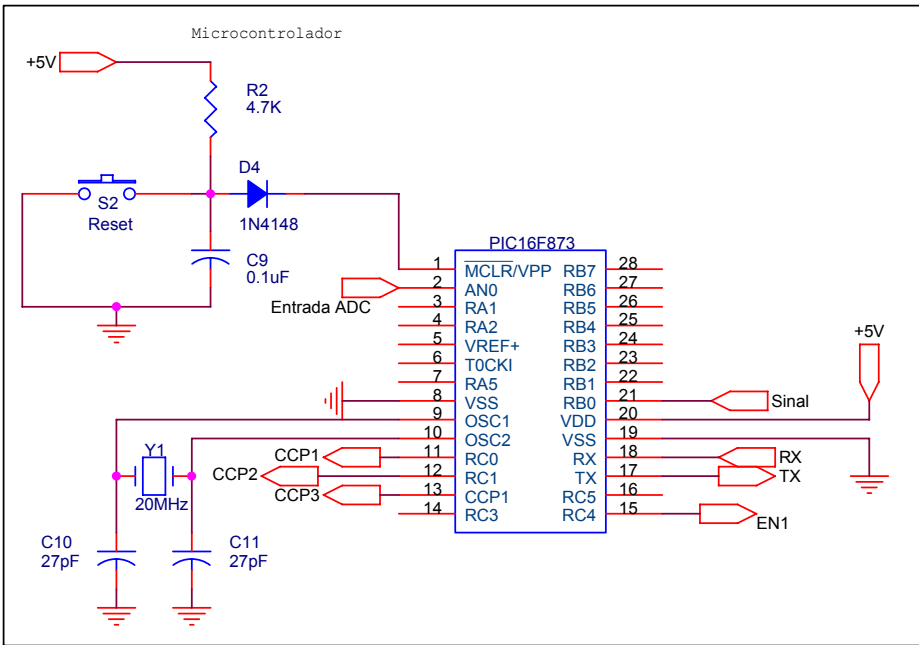 Microcontrolador
+5V
R2
4.7K
D4
S2
Reset
1N4148
C9
0.1uF
PIC16F873
1 MCLR/VPP RB7 28
2 AN0 RB6 27
Entrada ADC
3 RA1 RB5 26
4 RA2 RB4 25
5 VREF+ RB3 24
+5V
6 T0CKI RB2 23
7 RA5 RB1 22
8 VSS RB0 21 Sinal
9 OSC1 VDD 20
10 OSC2 VSS 19
Y1
CCP1 11 RC0 RX 18 RX
CCP2 12 RC1 TX 17 TX
CCP3 13 CCP1 RC5 16
20MHz
14 RC3 RC4 15 EN1
C10
27pF
C11
27pF